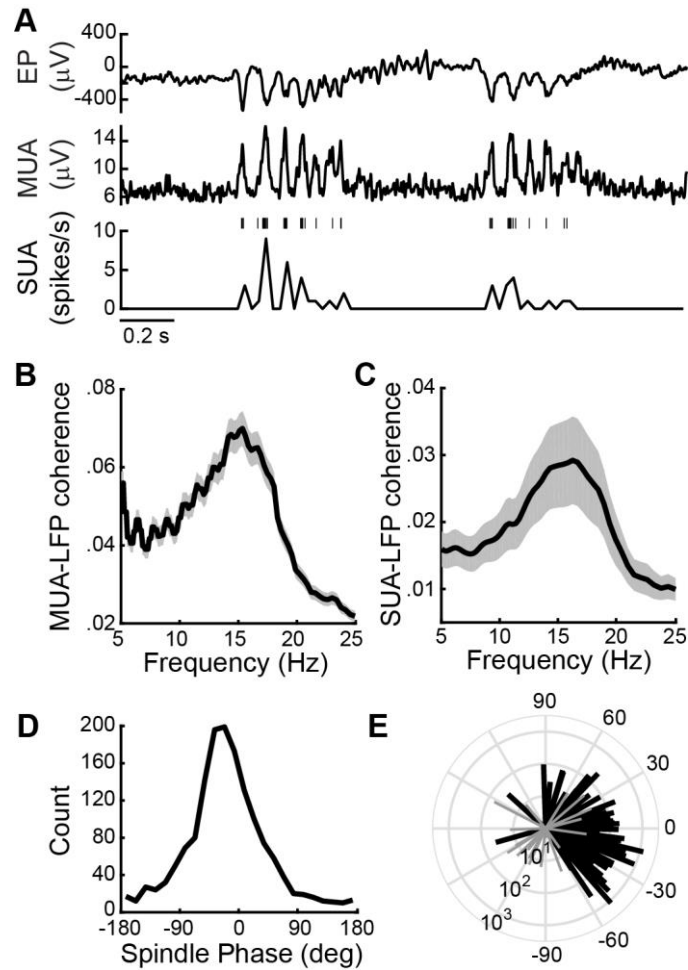 A
EP
(μV)
400
0
-400
MUA
(μV)
14
10
6
SUA
(spikes/s)
10
5
0
0.2 s
B
MUA-LFP coherence
.08
.06
.04
.02
5 10 15 20 25
Frequency (Hz)
C
SUA-LFP coherence
.04
.03
.02
.01
5 10 15 20 25
Frequency (Hz)
D
Count
200
160
120
80
40
0
-180 -90 0 90 180
Spindle Phase (deg)
E
90
60
30
0
-30
-60
-90
10¹
10²
10³